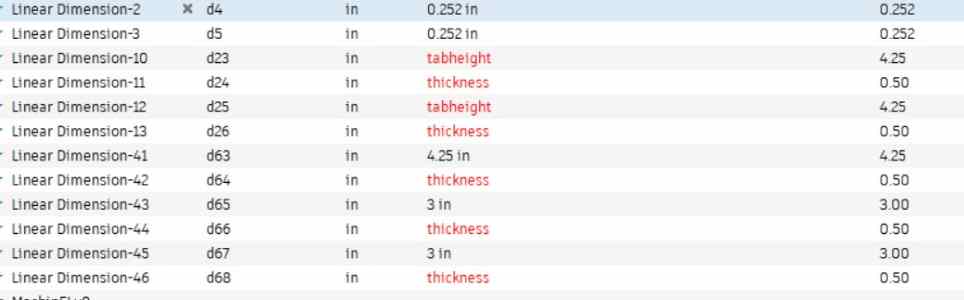 Linear Dimension-2 d4 in 0.252 in 0.252
Linear Dimension-3 d5 in 0.252 in 0.252
Linear Dimension-10 d23 in tabheight 4.25
Linear Dimension-11 d24 in thickness 0.50
Linear Dimension-12 d25 in tabheight 4.25
Linear Dimension-13 d26 in thickness 0.50
Linear Dimension-41 d63 in 4.25 in 4.25
Linear Dimension-42 d64 in thickness 0.50
Linear Dimension-43 d65 in 3 in 3.00
Linear Dimension-44 d66 in thickness 0.50
Linear Dimension-45 d67 in 3 in 3.00
Linear Dimension-46 d68 in thickness 0.50